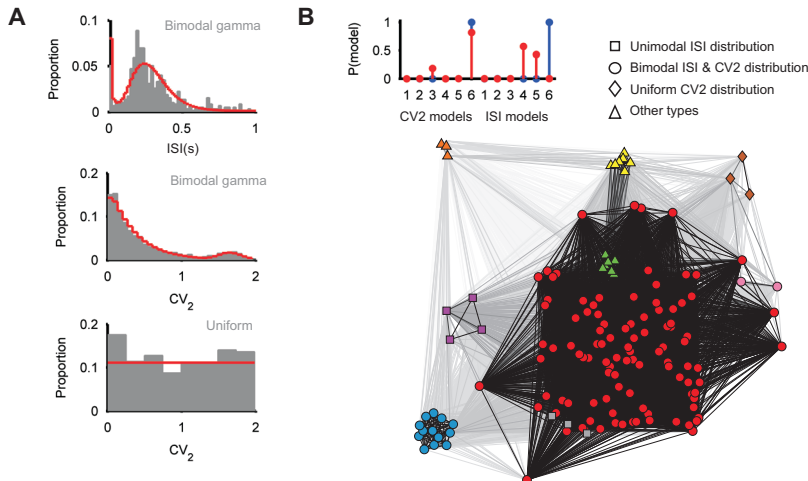 A
Bimodal gamma
Proportion
0.1
0.05
0
0 0.5 1
ISI(s)
Bimodal gamma
Proportion
0.2
0.1
0
0 1 2
CV2
Uniform
Proportion
0.2
0.1
0
0 1 2
CV2
B
P(model)
1
0.5
0
1 2 3 4 5 6 1 2 3 4 5 6
CV2 models ISI models
Unimodal ISI distribution
Bimodal ISI & CV2 distribution
Uniform CV2 distribution
Other types